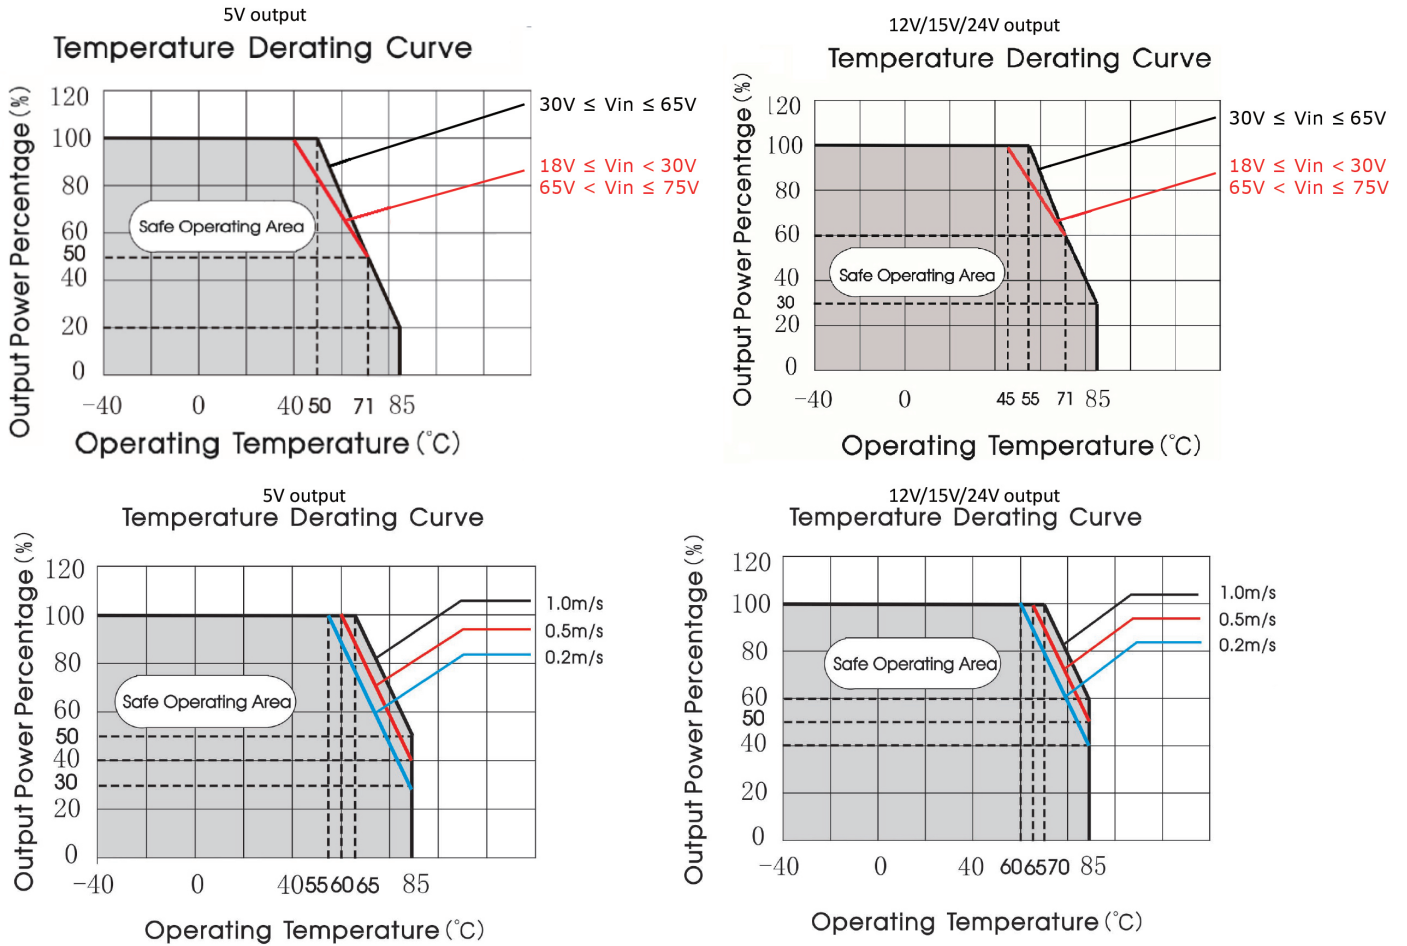 5V output
Temperature Derating Curve
Output Power Percentage (%)
120
100
80
60
50
40
20
0
Safe Operating Area
30V ≤ Vin ≤ 65V
18V ≤ Vin < 30V
65V < Vin ≤ 75V
-40 0 40 50 71 85
Operating Temperature (°C)
12V/15V/24V output
Temperature Derating Curve
Output Power Percentage (%)
120
100
80
60
40
30
20
0
Safe Operating Area
30V ≤ Vin ≤ 65V
18V ≤ Vin < 30V
65V < Vin ≤ 75V
-40 0 45 55 71 85
Operating Temperature (°C)
5V output
Temperature Derating Curve
Output Power Percentage (%)
120
100
80
60
50
40
30
20
0
Safe Operating Area
1.0m/s
0.5m/s
0.2m/s
-40 0 40 55 60 65 85
Operating Temperature (°C)
12V/15V/24V output
Temperature Derating Curve
Output Power Percentage (%)
120
100
80
60
50
40
20
0
Safe Operating Area
1.0m/s
0.5m/s
0.2m/s
-40 0 40 60 65 70 85
Operating Temperature (°C)